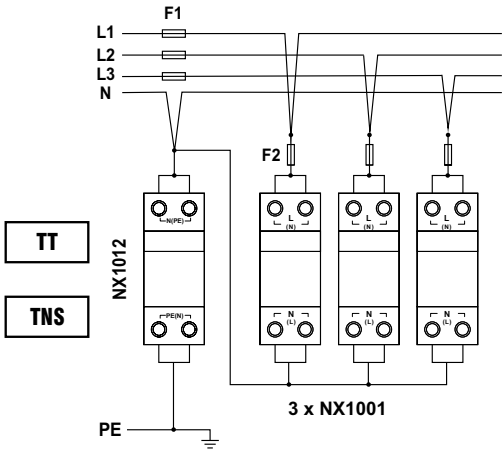 F1
L1
L2
L3
N
F2
N(PE)
L
(N)
L
(N)
L
(N)
TT
NX1012
TNS
PE(N)
N
(L)
N
(L)
N
(L)
3 x NX1001
PE